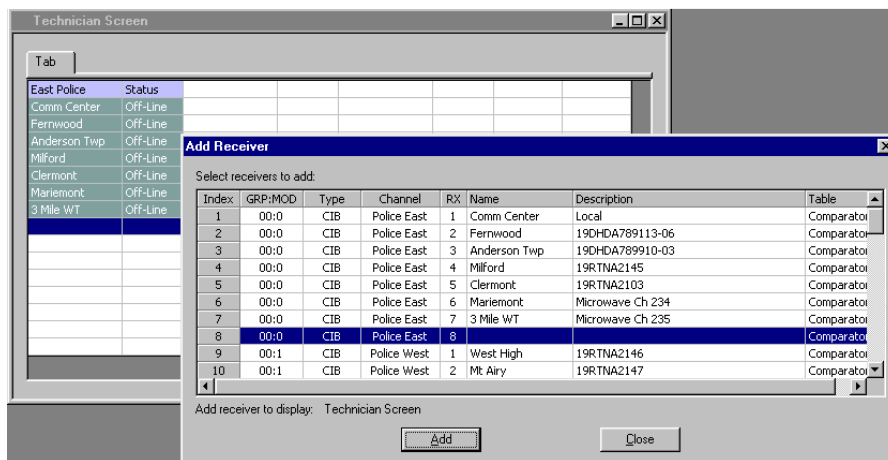 Technician Screen
Tab
East Police Status
Comm Center Off-Line
Fernwood Off-Line
Anderson Twp Off-Line
Milford Off-Line
Clermont Off-Line
Mariemont Off-Line
3 Mile WT Off-Line
Add Receiver
Select receivers to add:
Index GRP:MOD Type Channel RX Name Description Table
1 00:0 CIB Police East 1 Comm Center Local Comparator
2 00:0 CIB Police East 2 Fernwood 19DHDA789113-06 Comparator
3 00:0 CIB Police East 3 Anderson Twp 19DHDA789910-03 Comparator
4 00:0 CIB Police East 4 Milford 19RTNA2145 Comparator
5 00:0 CIB Police East 5 Clermont 19RTNA2103 Comparator
6 00:0 CIB Police East 6 Mariemont Microwave Ch 234 Comparator
7 00:0 CIB Police East 7 3 Mile WT Microwave Ch 235 Comparator
8 00:0 CIB Police East 8 Comparator
9 00:1 CIB Police West 1 West High 19RTNA2146 Comparator
10 00:1 CIB Police West 2 Mt Airy 19RTNA2147 Comparator
Add receiver to display: Technician Screen
Add Close